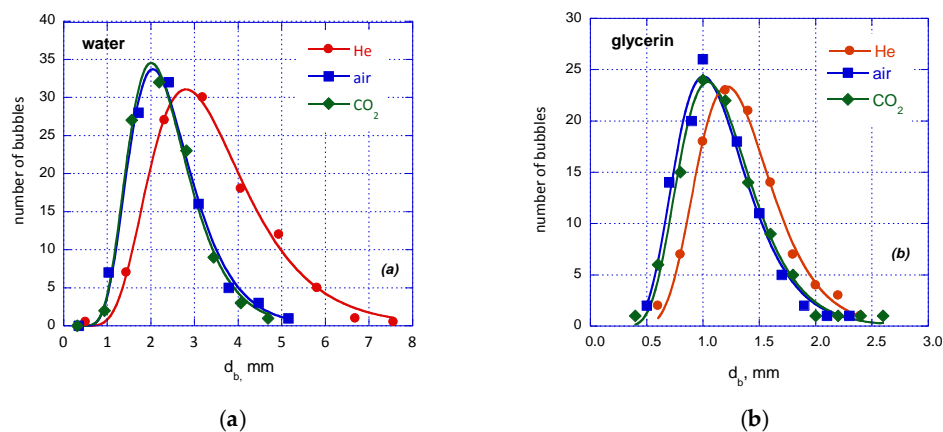 water
He
air
CO2
number of bubbles
40
35
30
25
20
15
10
5
0
0 1 2 3 4 5 6 7 8
db, mm
(a)
(a)
glycerin
He
air
CO2
number of bubbles
30
25
20
15
10
5
0
0.0 0.5 1.0 1.5 2.0 2.5 3.0
db, mm
(b)
(b)